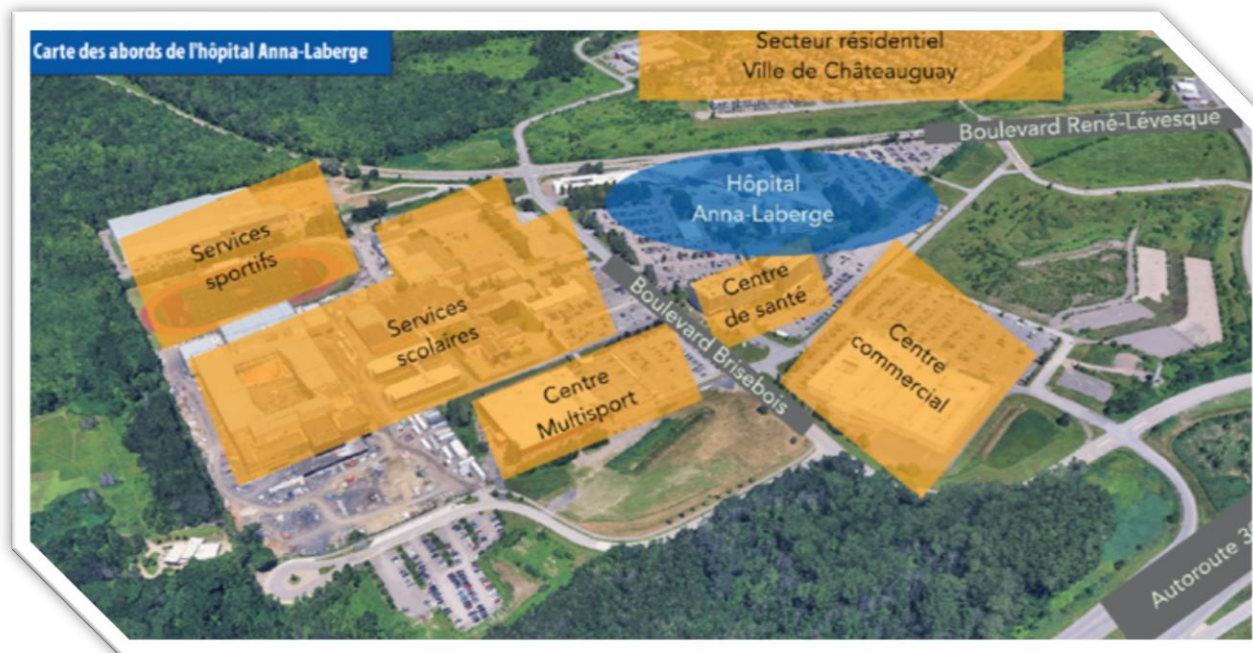 Carte des abords de l'hôpital Anna-Laberge
Secteur résidentiel
Ville de Châteauguay
Boulevard René-Lévesque
Hôpital
Anna-Laberge
Services
sportifs
Centre
de santé
Boulevard Brisebois
Services
scolaires
Centre
commercial
Centre
Multisport
Autoroute 3